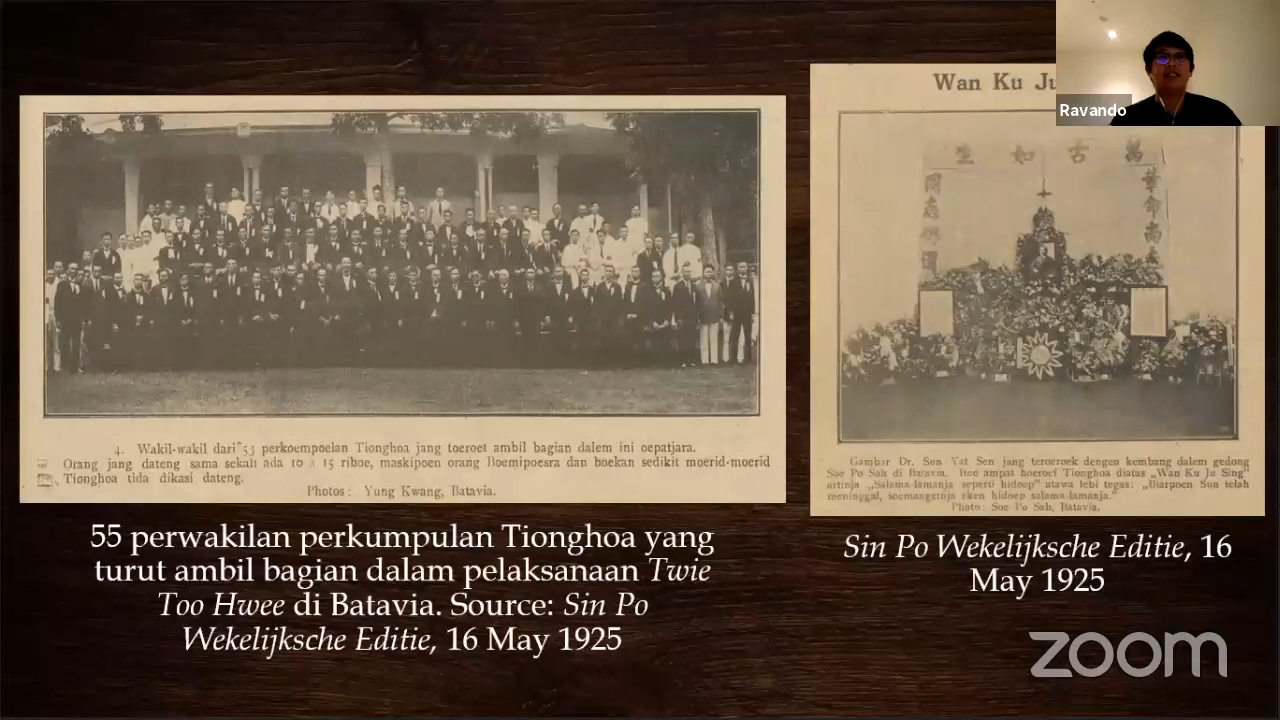 Wan Ku Ju
Ravando
萬古如生
4. Wakil-wakil dari 53 perkoempoelan Tionghoa jang toeroet ambil bagian dalem ini oepatjara.
Orang jang dateng sama sekali ada 10 à 15 riboe, maskipoen orang Boemipoesra dan boekan sedikit moerid-moerid
Tionghoa tida dikasi dateng.
Photos: Yung Kwang, Batavia.
Gambar Dr. Sun Yat Sen jang teroeroek dengen kembang dalem gedong
Soe Po Sah di Batavia. Itoe ampat hoeroef Tionghoa diatas „Wan Ku Ju Sing"
artinja „Salama-lamanja seperti hidoep" atawa lebi tegas: „Biarpoen Sun telah
meninggal, soemangetnja aken hidoep salama-lamanja."
Photo: Soe Po Sah, Batavia.
55 perwakilan perkumpulan Tionghoa yang
turut ambil bagian dalam pelaksanaan Twie
Too Hwee di Batavia. Source: Sin Po
Wekelijksche Editie, 16 May 1925
Sin Po Wekelijksche Editie, 16
May 1925
zoom